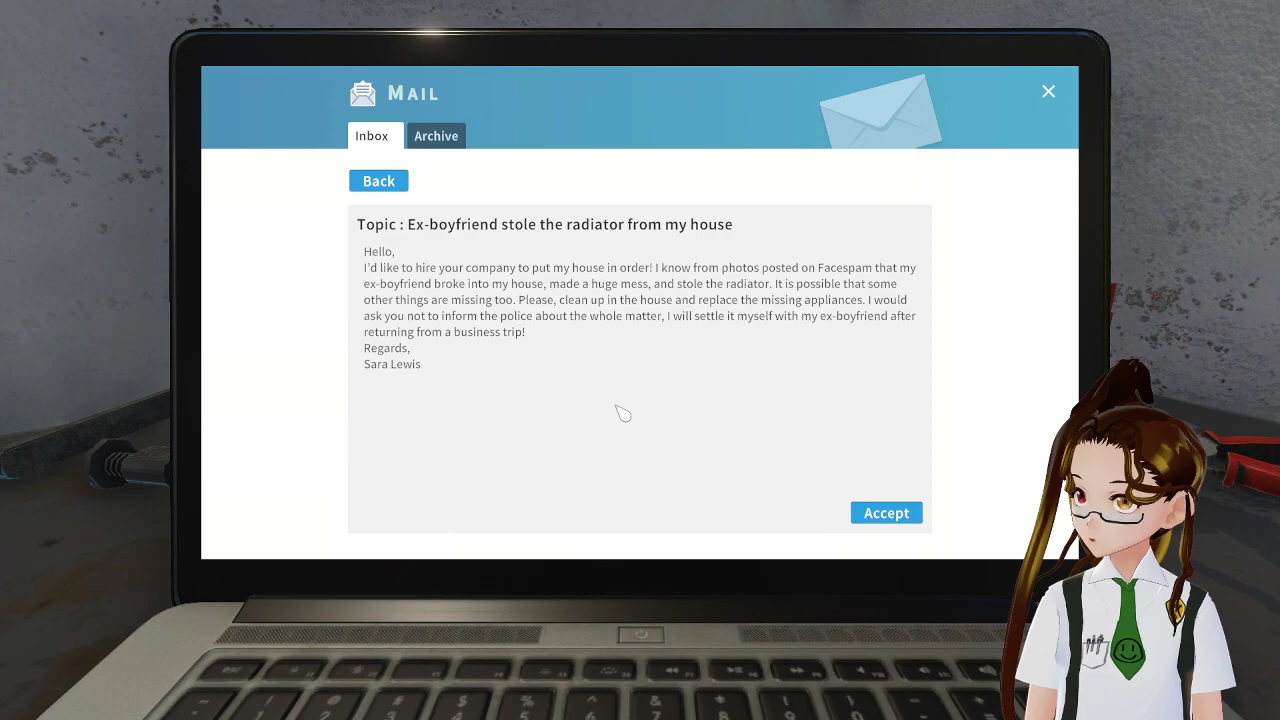 MAIL
Inbox
Archive
Back
Topic : Ex-boyfriend stole the radiator from my house
Hello,
I'd like to hire your company to put my house in order! I know from photos posted on Facespam that my
ex-boyfriend broke into my house, made a huge mess, and stole the radiator. It is possible that some
other things are missing too. Please, clean up in the house and replace the missing appliances. I would
ask you not to inform the police about the whole matter, I will settle it myself with my ex-boyfriend after
returning from a business trip!
Regards,
Sara Lewis
Accept